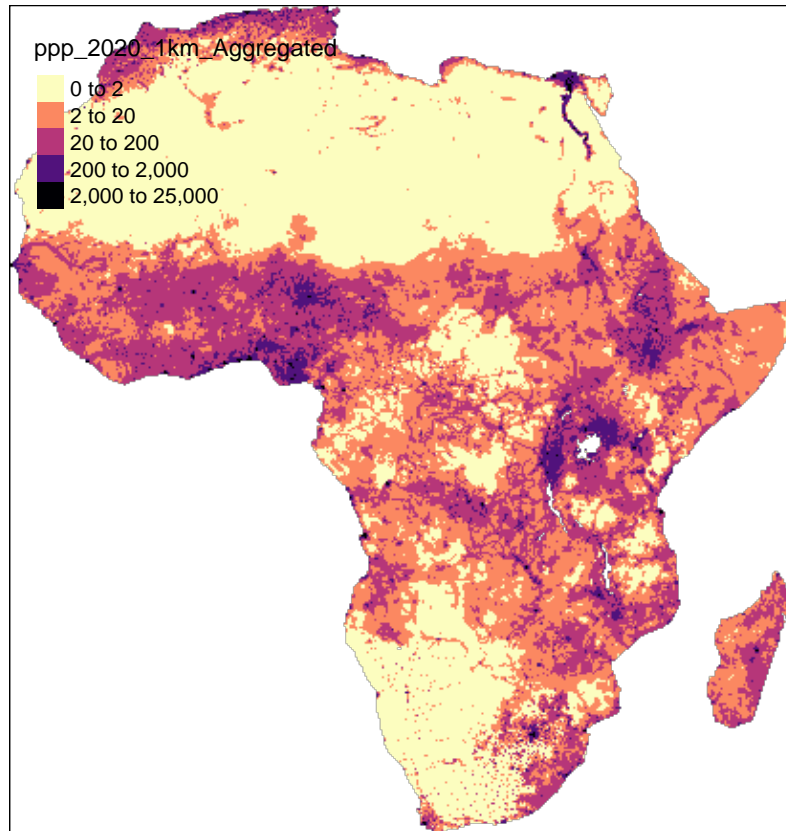 ppp_2020_1km_Aggregated
0 to 2
2 to 20
20 to 200
200 to 2,000
2,000 to 25,000